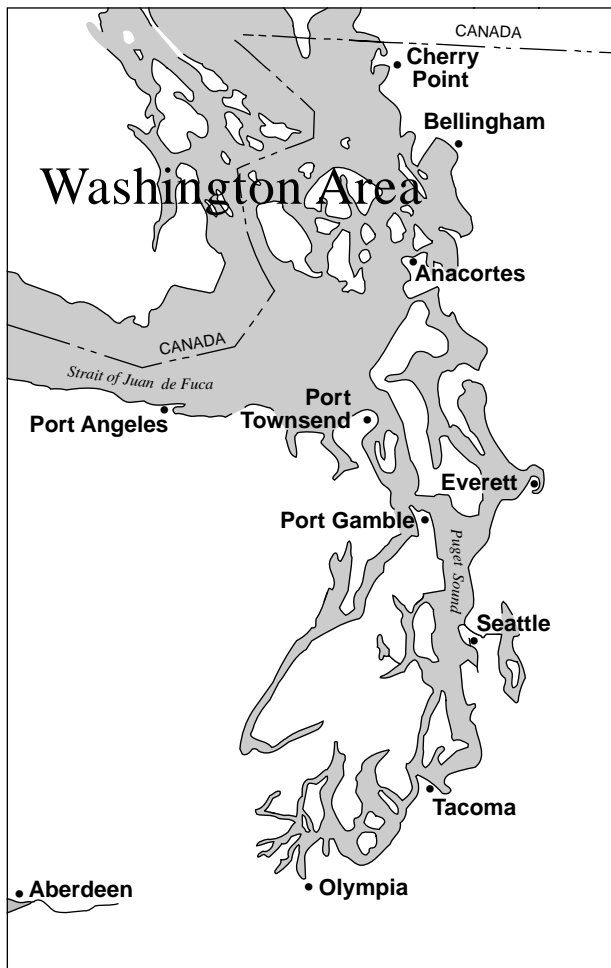 CANADA
Cherry
Point
Bellingham
Washington Area
Anacortes
CANADA
Strait of Juan de Fuca
Port
Townsend
Port Angeles
Everett
Port Gamble
Puget Sound
Seattle
Tacoma
Aberdeen
Olympia